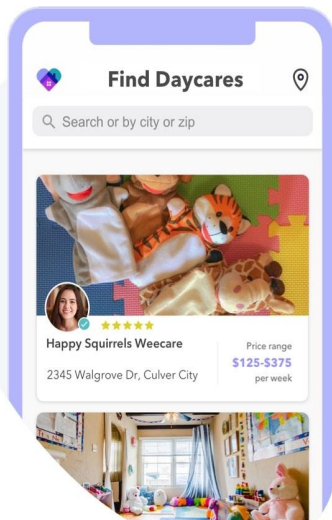 Find Daycares
Search or by city or zip
Happy Squirrels Weecare
2345 Walgrove Dr, Culver City
Price range
$125-$375
per week